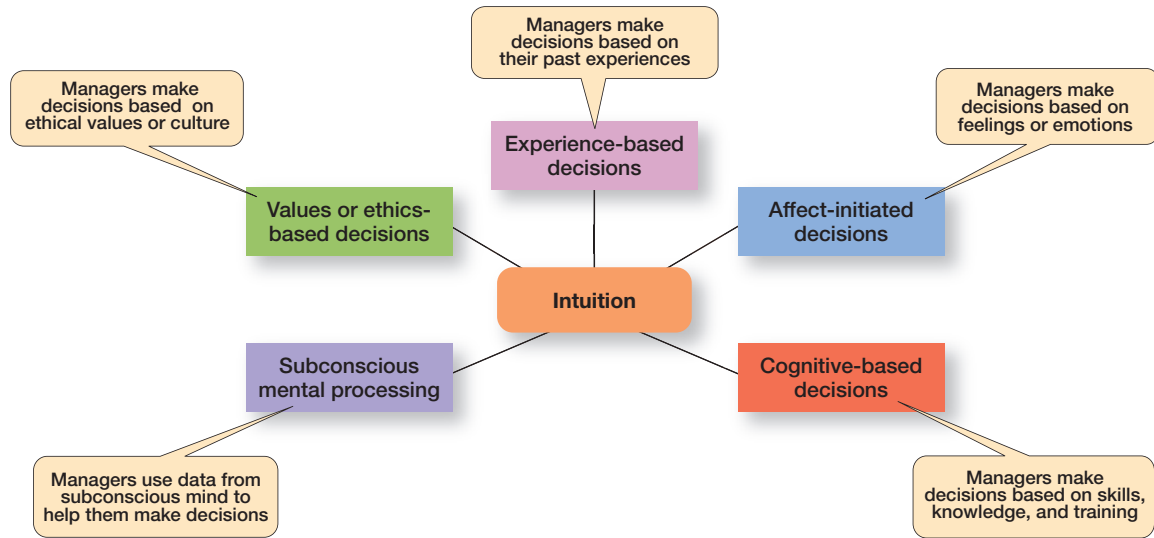 Managers make
decisions based on
their past experiences
Managers make
decisions based on
ethical values or culture
Managers make
decisions based on
feelings or emotions
Experience-based
decisions
Values or ethics-
based decisions
Affect-initiated
decisions
Intuition
Subconscious
mental processing
Cognitive-based
decisions
Managers use data from
subconscious mind to
help them make decisions
Managers make
decisions based on skills,
knowledge, and training